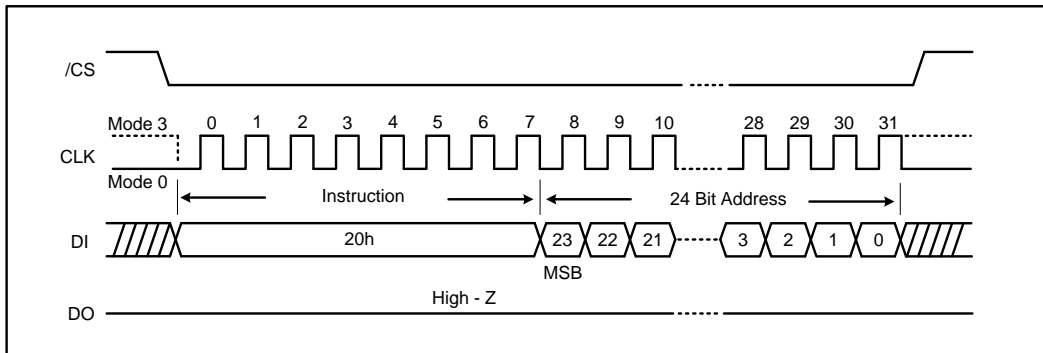 /CS
Mode 3 0 1 2 3 4 5 6 7 8 9 10 28 29 30 31
CLK
Mode 0 Instruction 24 Bit Address
DI 20h 23 22 21 3 2 1 0
MSB
High - Z
DO